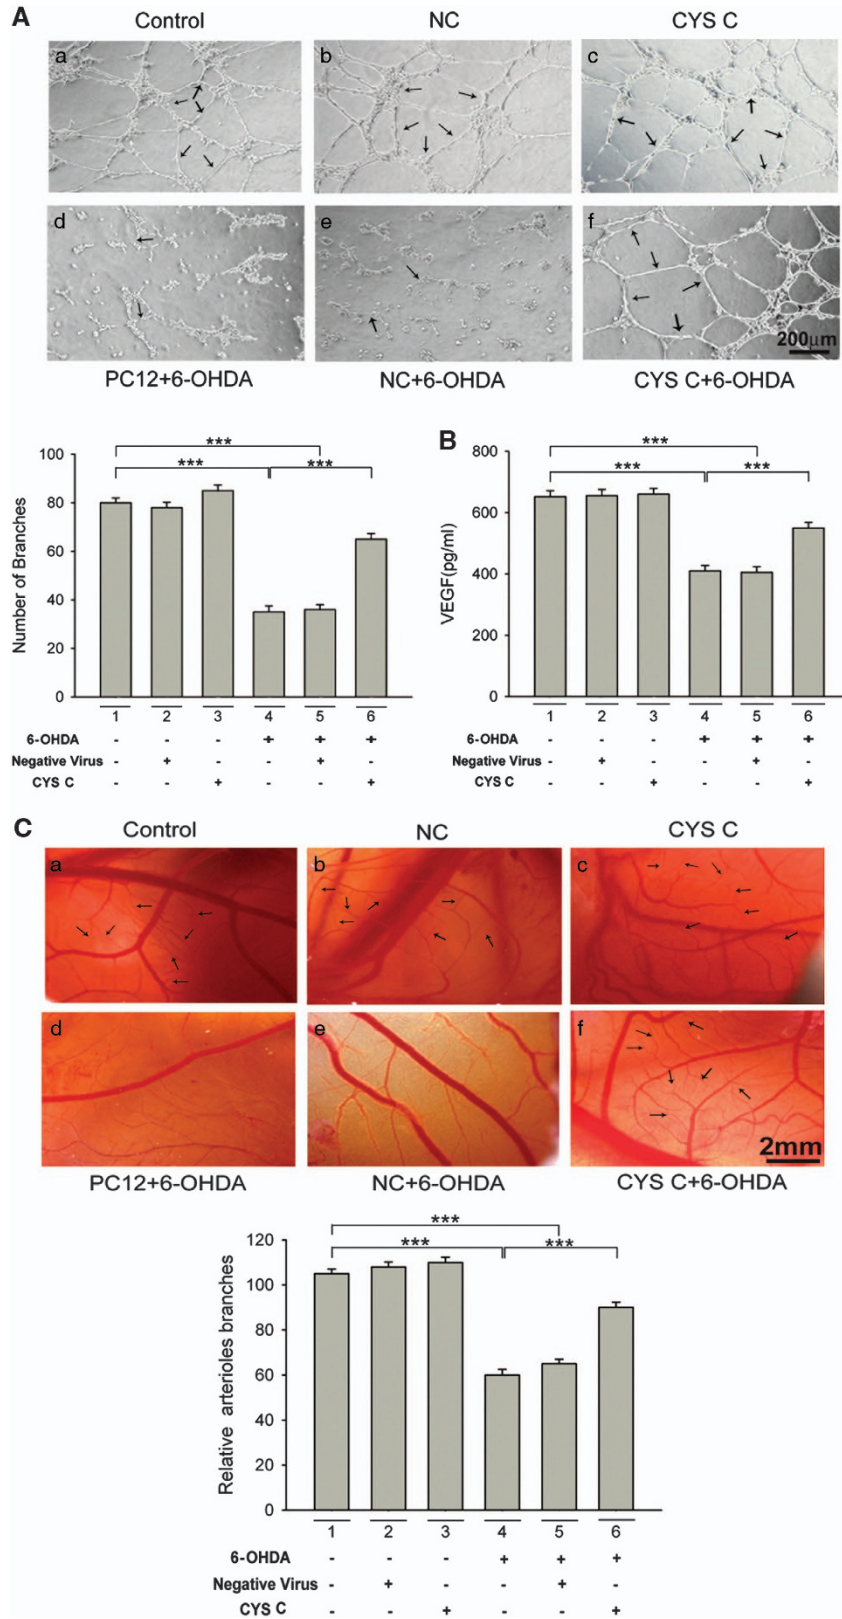 A
Control NC CYS C
a b c
d e f
200µm
PC12+6-OHDA NC+6-OHDA CYS C+6-OHDA
*** *** ***
Number of Branches
100
80
60
40
20
0
1 2 3 4 5 6
6-OHDA - - - + + +
Negative Virus - + - - + -
CYS C - - + - - +
B
*** *** ***
VEGF(pg/ml)
800
600
400
200
0
1 2 3 4 5 6
6-OHDA - - - + + +
Negative Virus - + - - + -
CYS C - - + - - +
C
Control NC CYS C
a b c
d e f
2mm
PC12+6-OHDA NC+6-OHDA CYS C+6-OHDA
*** *** ***
Relative arterioles branches
120
100
80
60
40
20
0
1 2 3 4 5 6
6-OHDA - - - + + +
Negative Virus - + - - + -
CYS C - - + - - +